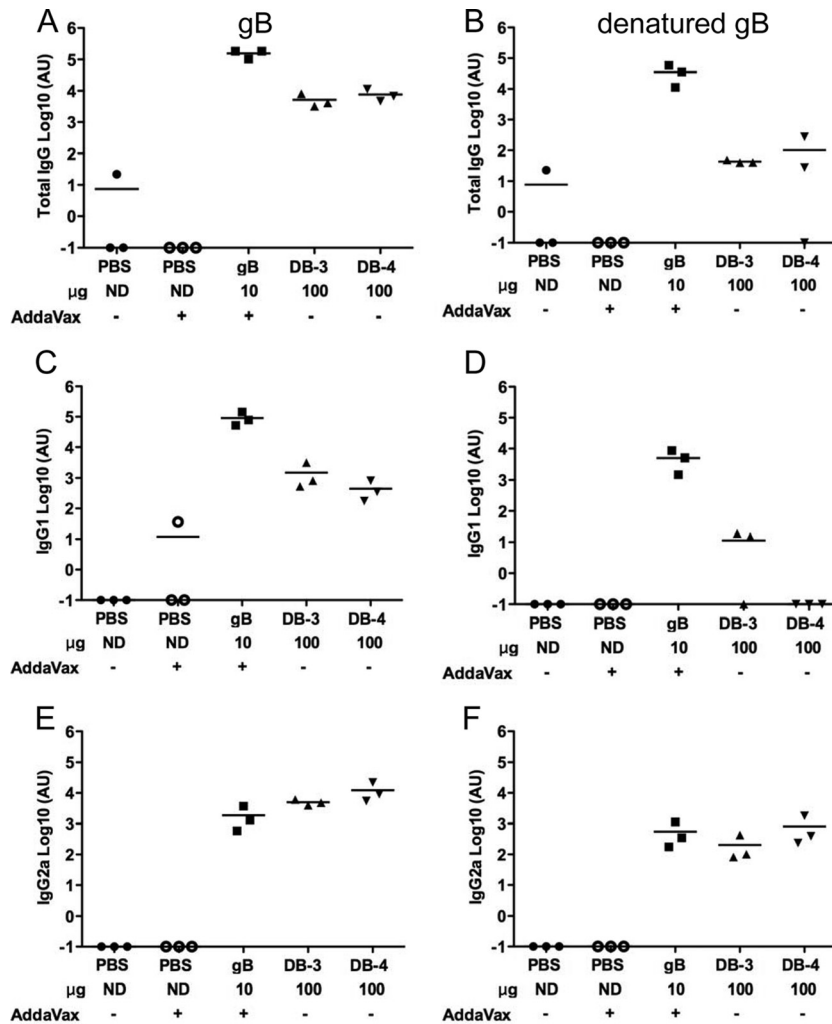 A
gB
Total IgG Log10 (AU)
6
5
4
3
2
1
0
-1
PBS PBS gB DB-3 DB-4
µg ND ND 10 100 100
AddaVax - + + - -
B
denatured gB
Total IgG Log10 (AU)
6
5
4
3
2
1
0
-1
PBS PBS gB DB-3 DB-4
µg ND ND 10 100 100
AddaVax - + + - -
C
IgG1 Log10 (AU)
6
5
4
3
2
1
0
-1
PBS PBS gB DB-3 DB-4
µg ND ND 10 100 100
AddaVax - + + - -
D
IgG1 Log10 (AU)
6
5
4
3
2
1
0
-1
PBS PBS gB DB-3 DB-4
µg ND ND 10 100 100
AddaVax - + + - -
E
IgG2a Log10 (AU)
6
5
4
3
2
1
0
-1
PBS PBS gB DB-3 DB-4
µg ND ND 10 100 100
AddaVax - + + - -
F
IgG2a Log10 (AU)
6
5
4
3
2
1
0
-1
PBS PBS gB DB-3 DB-4
µg ND ND 10 100 100
AddaVax - + + - -